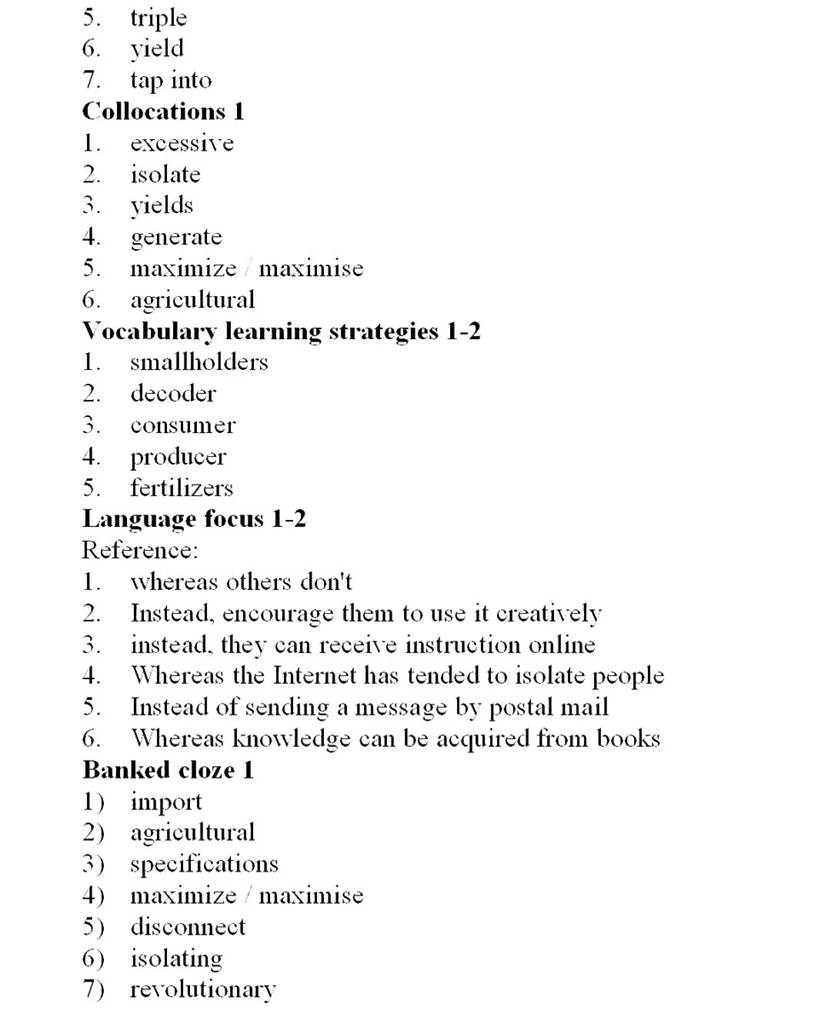 5. triple
6. yield
7. tap into
Collocations 1
1. excessive
2. isolate
3. yields
4. generate
5. maximize / maximise
6. agricultural
Vocabulary learning strategies 1-2
1. smallholders
2. decoder
3. consumer
4. producer
5. fertilizers
Language focus 1-2
Reference:
1. whereas others don't
2. Instead, encourage them to use it creatively
3. instead, they can receive instruction online
4. Whereas the Internet has tended to isolate people
5. Instead of sending a message by postal mail
6. Whereas knowledge can be acquired from books
Banked cloze 1
1) import
2) agricultural
3) specifications
4) maximize / maximise
5) disconnect
6) isolating
7) revolutionary